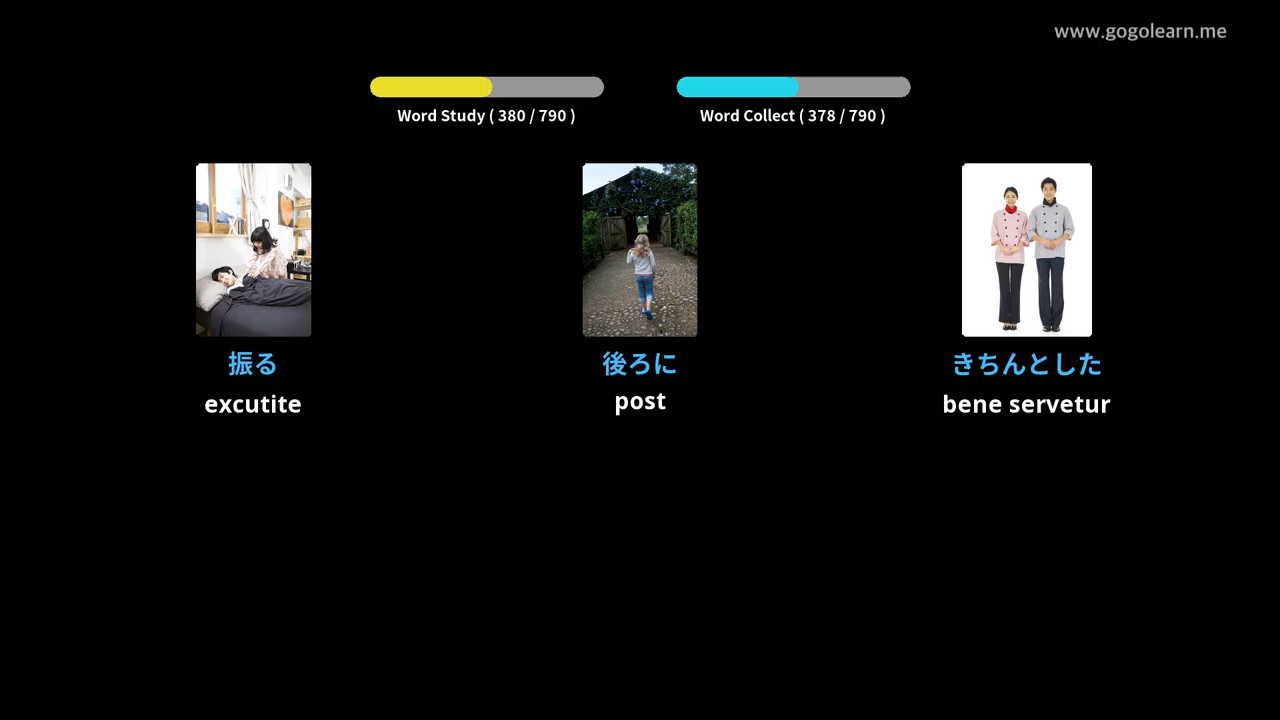 www.gogolearn.me
Word Study ( 380 / 790 )
Word Collect ( 378 / 790 )
振る
後ろに
きちんとした
excutite
post
bene servetur